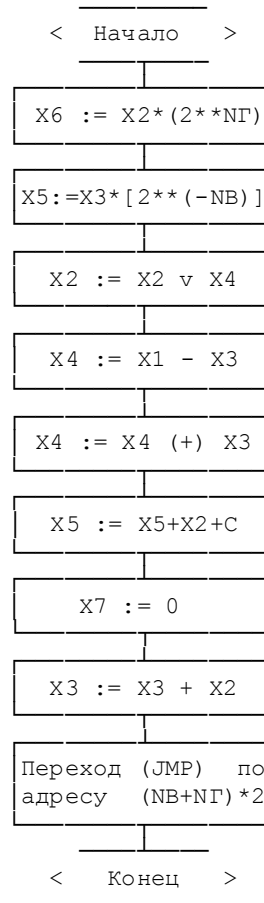 < Начало >
X6 := X2*(2**NГ)
X5:=X3*[2**(-NB)]
X2 := X2 v X4
X4 := X1 - X3
X4 := X4 (+) X3
X5 := X5+X2+C
X7 := 0
X3 := X3 + X2
Переход (JMP) по
адресу (NB+NГ)*2
< Конец >